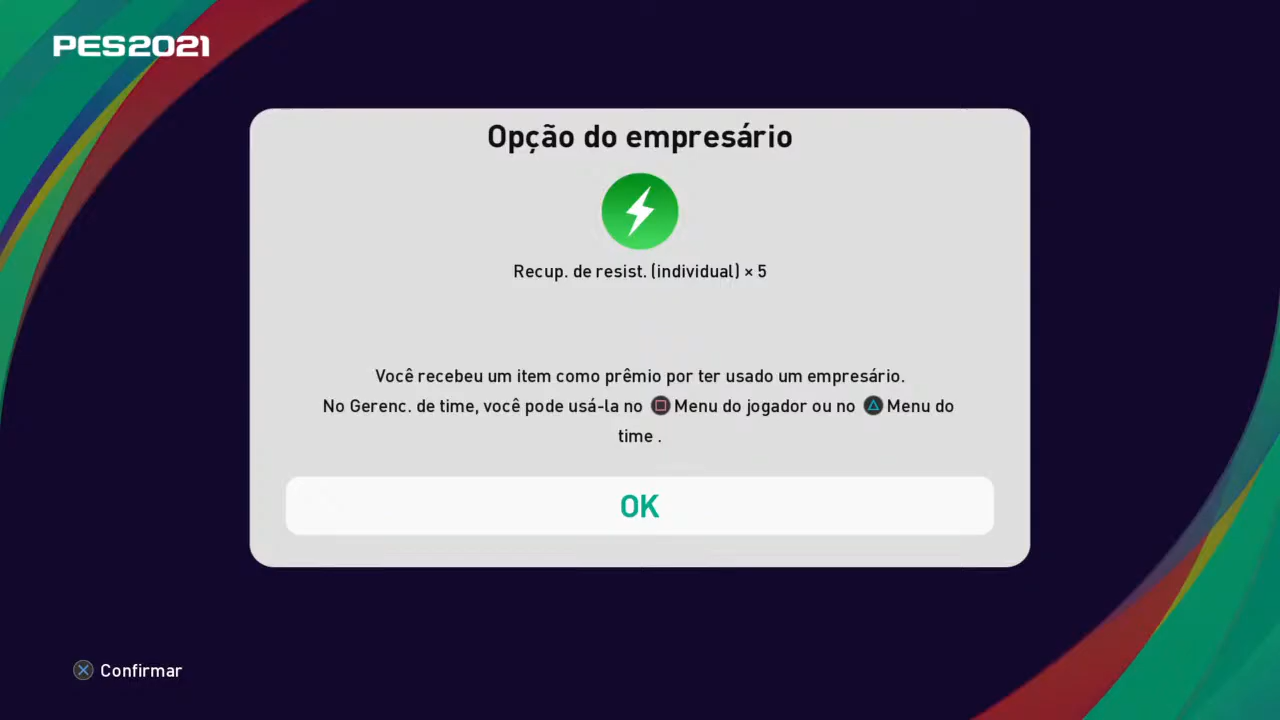 PES2021
Opção do empresário
Recup. de resist. (individual) × 5
Você recebeu um item como prêmio por ter usado um empresário.
No Gerenc. de time, você pode usá-la no Menu do jogador ou no Menu do
time .
OK
Confirmar